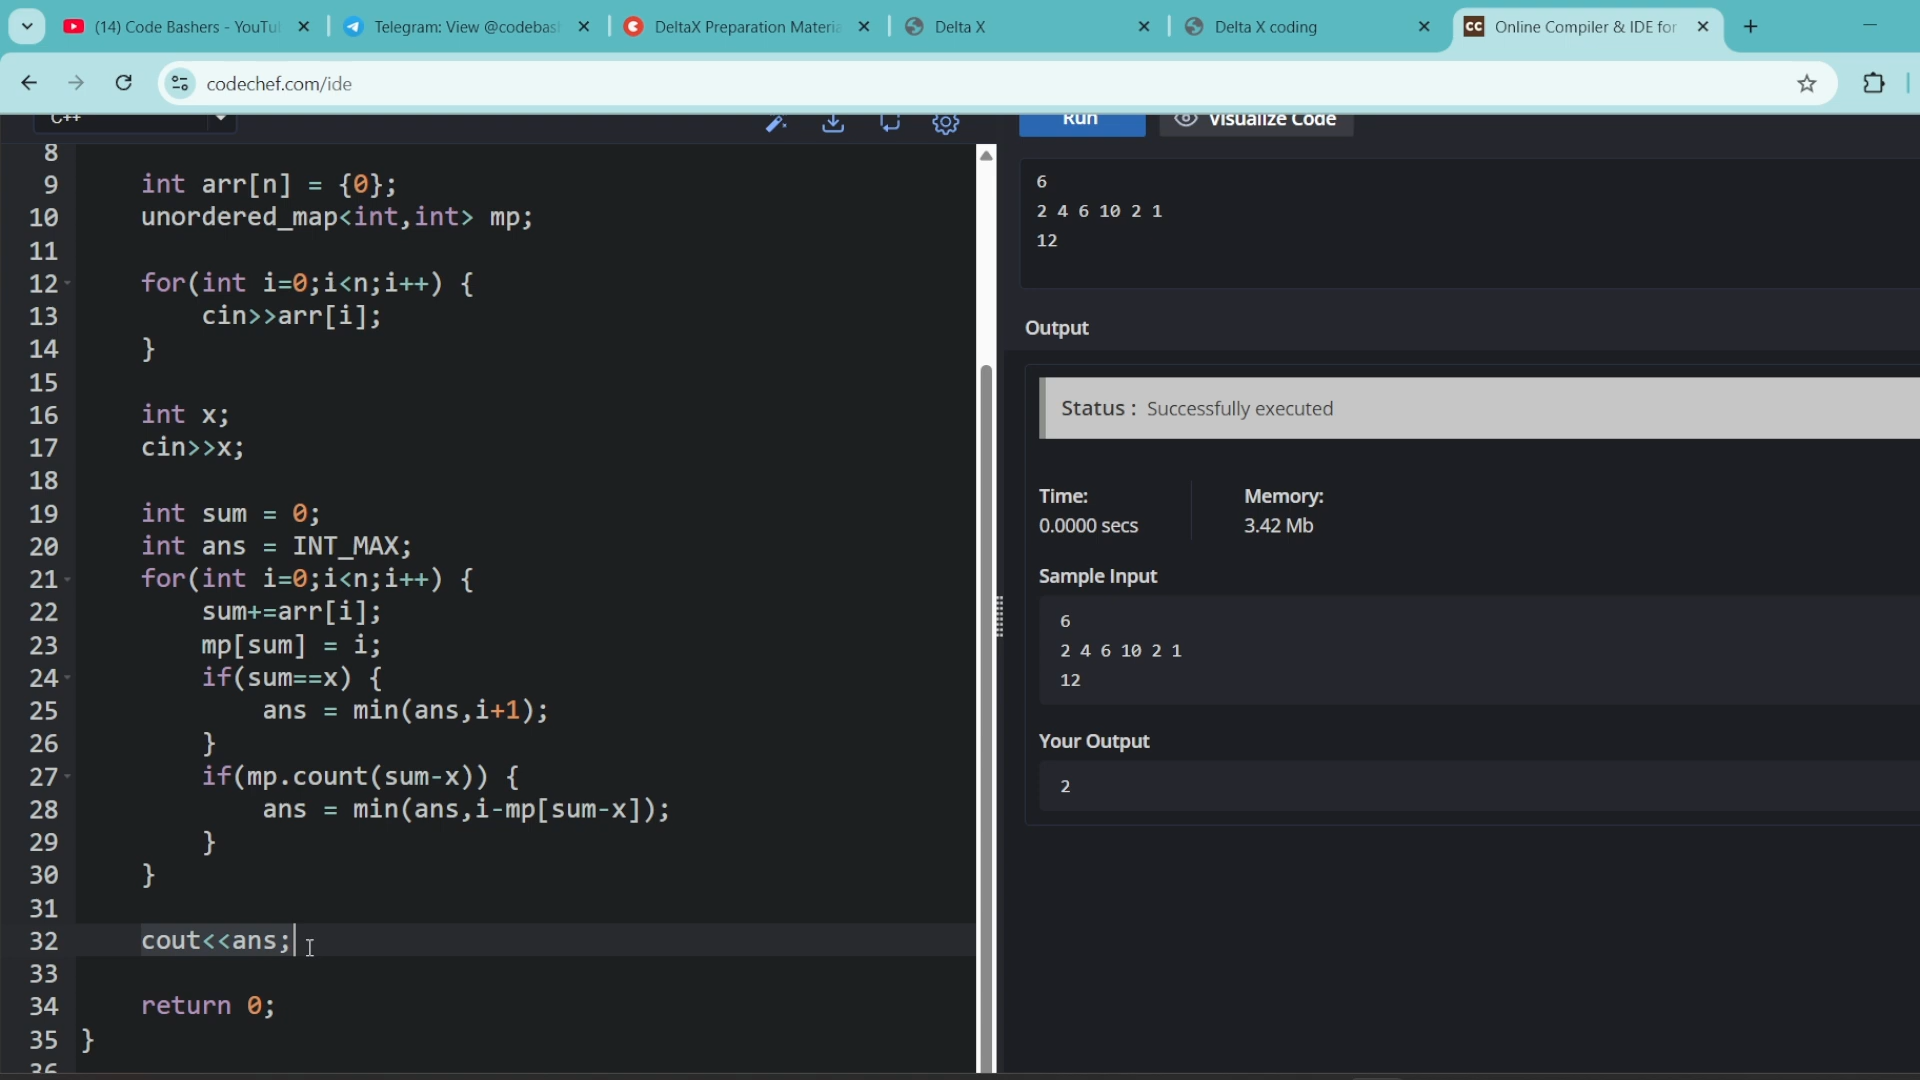 (14) Code Bashers - YouTu
Telegram: View @codebas
DeltaX Preparation Materia
Delta X
Delta X coding
CC Online Compiler & IDE for
codechef.com/ide
C++
Run
Visualize Code
8
9 int arr[n] = {0};
10 unordered_map<int,int> mp;
11
12 for(int i=0;i<n;i++) {
13 cin>>arr[i];
14 }
15
16 int x;
17 cin>>x;
18
19 int sum = 0;
20 int ans = INT_MAX;
21 for(int i=0;i<n;i++) {
22 sum+=arr[i];
23 mp[sum] = i;
24 if(sum==x) {
25 ans = min(ans,i+1);
26 }
27 if(mp.count(sum-x)) {
28 ans = min(ans,i-mp[sum-x]);
29 }
30 }
31
32 cout<<ans;
33
34 return 0;
35 }
36
6
2 4 6 10 2 1
12
Output
Status : Successfully executed
Time:
0.0000 secs
Memory:
3.42 Mb
Sample Input
6
2 4 6 10 2 1
12
Your Output
2